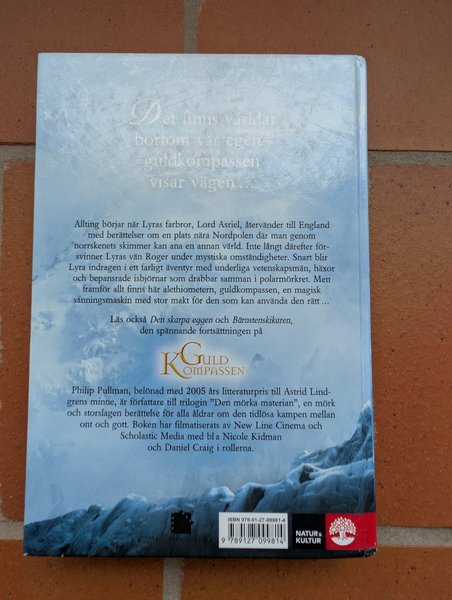 Det finns världar
bortom vår egen –
guldkompassen
visar vägen...
Allting börjar när Lyras farbror, Lord Asriel, återvänder till England
med berättelser om en plats nära Nordpolen där man genom
norrskenets skimmer kan ana en annan värld. Inte långt därefter för-
svinner Lyras vän Roger under mystiska omständigheter. Snart blir
Lyra indragen i ett farligt äventyr med underliga vetenskapsmän, häxor
och bepansrade isbjörnar som drabbar samman i polarmörkret. Men
framför allt finns här alethiometern, guldkompassen, en magisk
sanningsmaskin med stor makt för den som kan använda den rätt ...
Läs också Den skarpa eggen och Bärnstenskikaren,
den spännande fortsättningen på
GULD
KOMPASSEN
Philip Pullman, belönad med 2005 års litteraturpris till Astrid Lind-
grens minne, är författare till trilogin "Den mörka materian", en mörk
och storslagen berättelse för alla åldrar om den tidlösa kampen mellan
ont och gott. Boken har filmatiserats av New Line Cinema och
Scholastic Media med bl a Nicole Kidman
och Daniel Craig i rollerna.
ISBN 978-91-27-09981-4
9 789127 099814
NATUR &
KULTUR